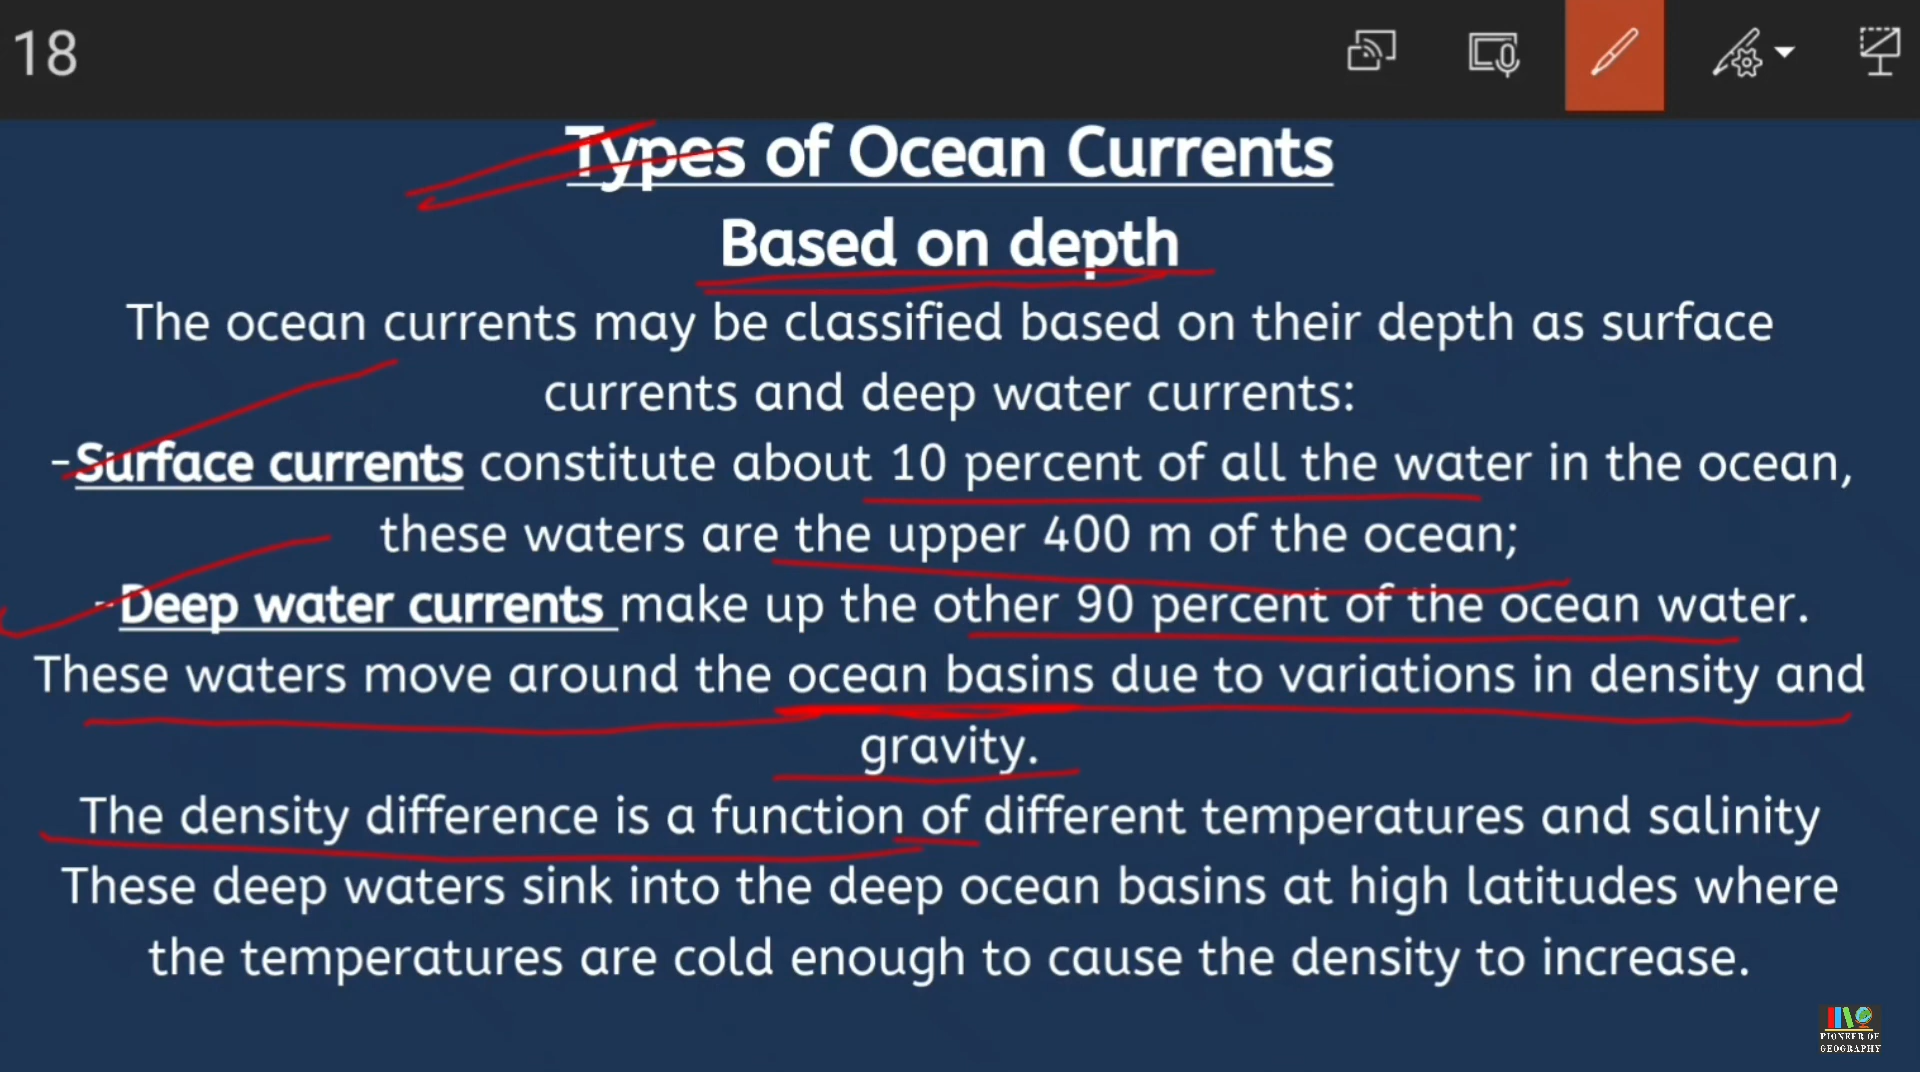 18
Types of Ocean Currents
Based on depth
The ocean currents may be classified based on their depth as surface
currents and deep water currents:
-Surface currents constitute about 10 percent of all the water in the ocean,
these waters are the upper 400 m of the ocean;
-Deep water currents make up the other 90 percent of the ocean water.
These waters move around the ocean basins due to variations in density and
gravity.
The density difference is a function of different temperatures and salinity
These deep waters sink into the deep ocean basins at high latitudes where
the temperatures are cold enough to cause the density to increase.
PIONEER OF
GEOGRAPHY